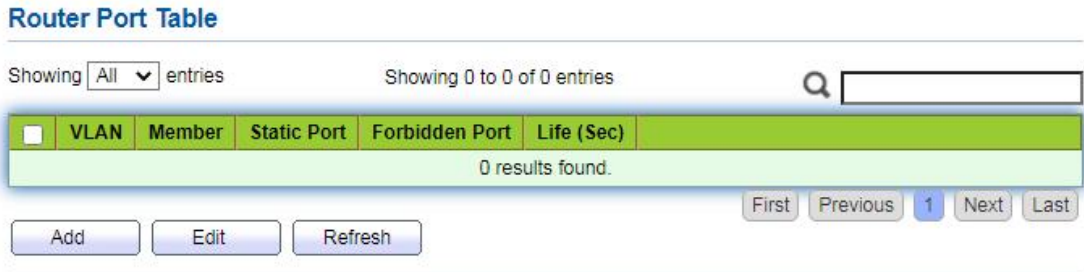 Router Port Table
Showing All entries Showing 0 to 0 of 0 entries
VLAN Member Static Port Forbidden Port Life (Sec)
0 results found.
First Previous 1 Next Last
Add Edit Refresh